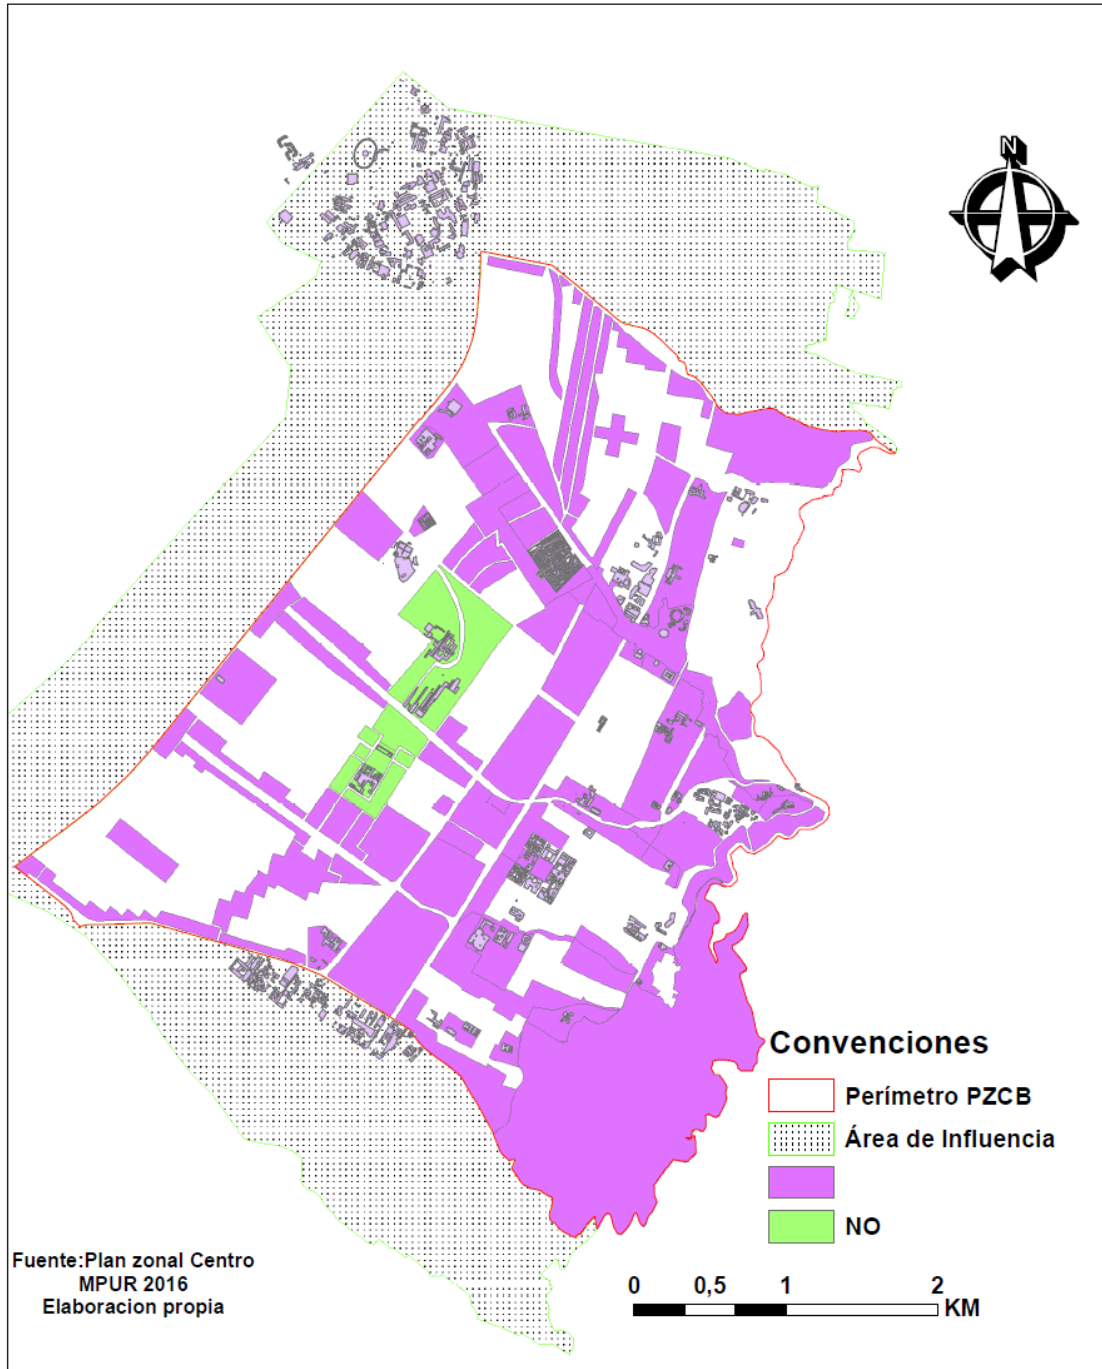 N
Convenciones
Perímetro PZCB
Área de Influencia
NO
Fuente:Plan zonal Centro
MPUR 2016
Elaboracion propia
0 0,5 1 2
KM